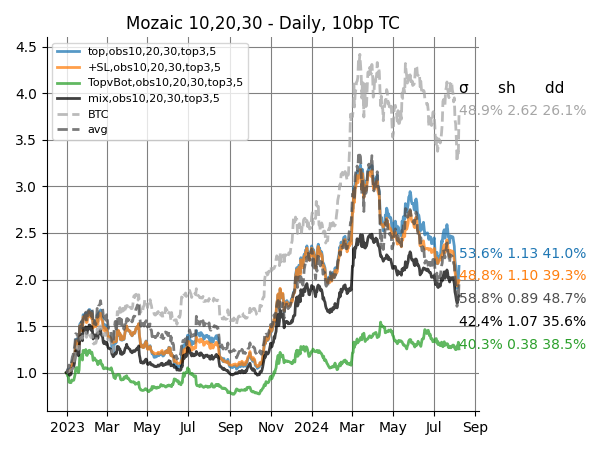 Mozaic 10,20,30 - Daily, 10bp TC
top,obs10,20,30,top3,5
+SL,obs10,20,30,top3,5
TopvBot,obs10,20,30,top3,5
mix,obs10,20,30,top3,5
BTC
avg
4.5
4.0
3.5
3.0
2.5
2.0
1.5
1.0
σ sh dd
48.9% 2.62 26.1%
53.6% 1.13 41.0%
48.8% 1.10 39.3%
58.8% 0.89 48.7%
42.4% 1.07 35.6%
40.3% 0.38 38.5%
2023 Mar May Jul Sep Nov 2024 Mar May Jul Sep